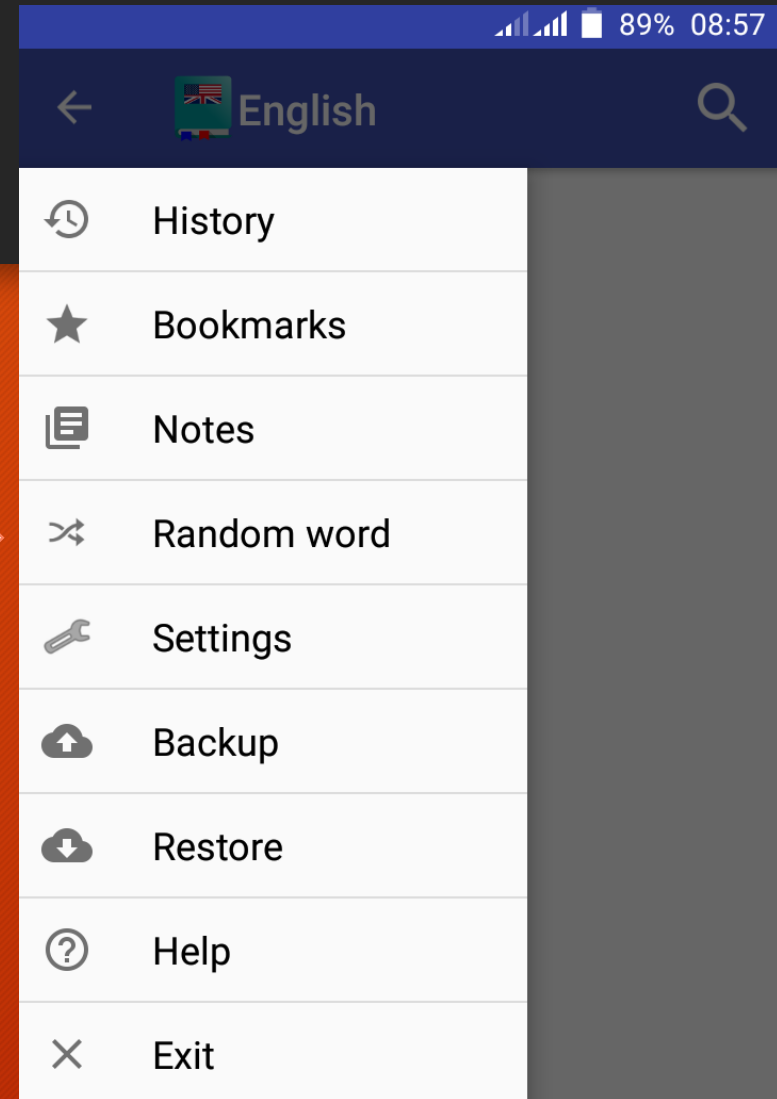 89% 08:57
English
History
Bookmarks
Notes
Random word
Settings
Backup
Restore
Help
Exit